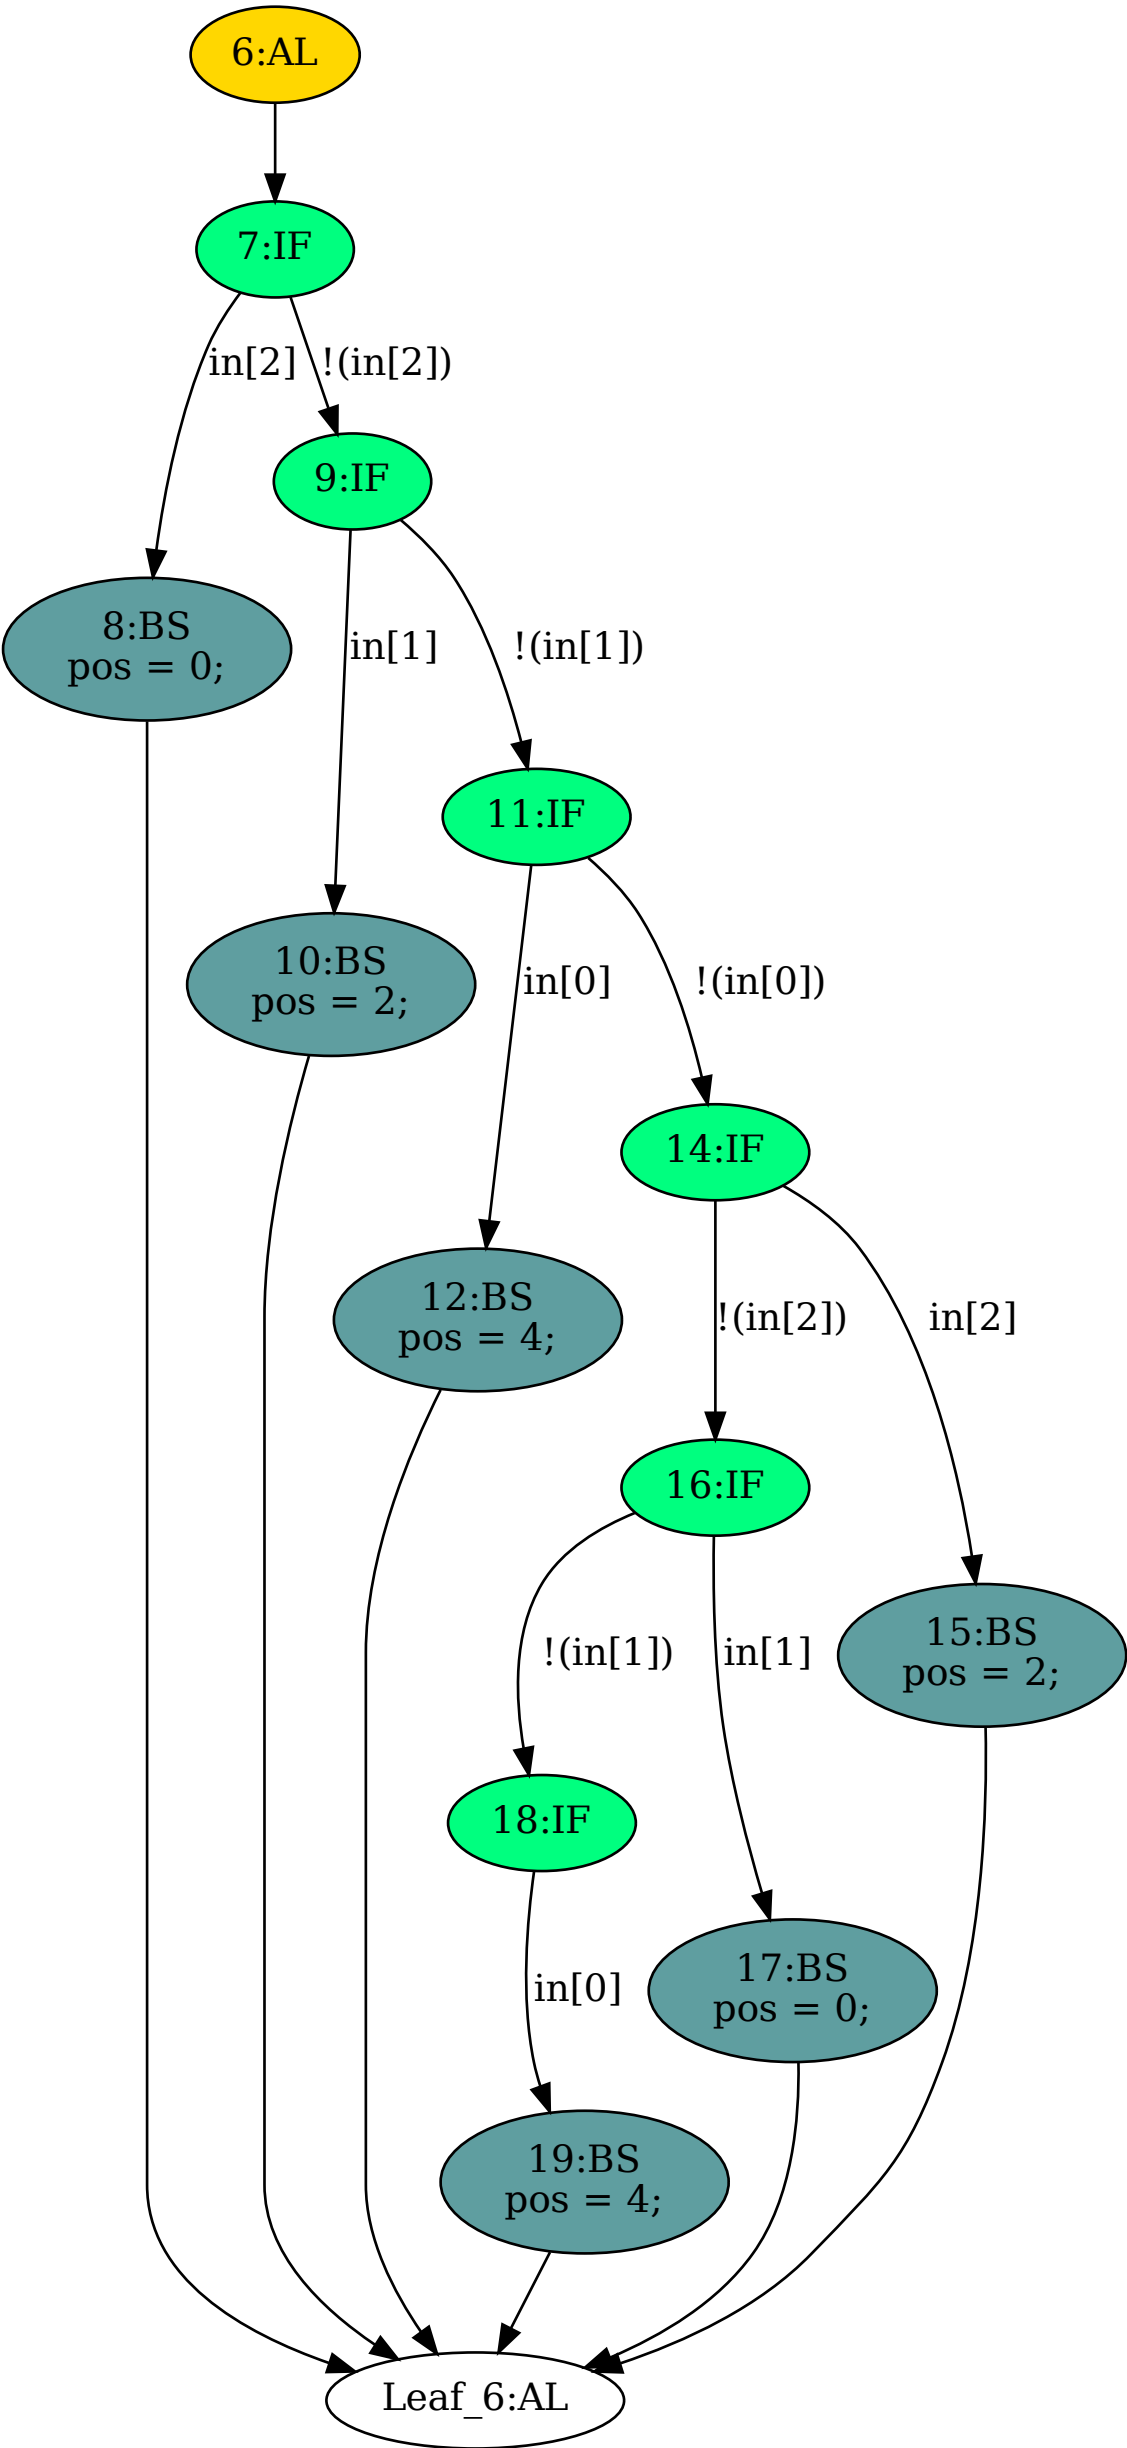 6:AL
7:IF
in[2]
!(in[2])
9:IF
8:BS
pos = 0;
in[1]
!(in[1])
11:IF
10:BS
pos = 2;
in[0]
!(in[0])
14:IF
12:BS
pos = 4;
!(in[2])
in[2]
16:IF
15:BS
pos = 2;
!(in[1])
in[1]
18:IF
17:BS
pos = 0;
in[0]
19:BS
pos = 4;
Leaf_6:AL